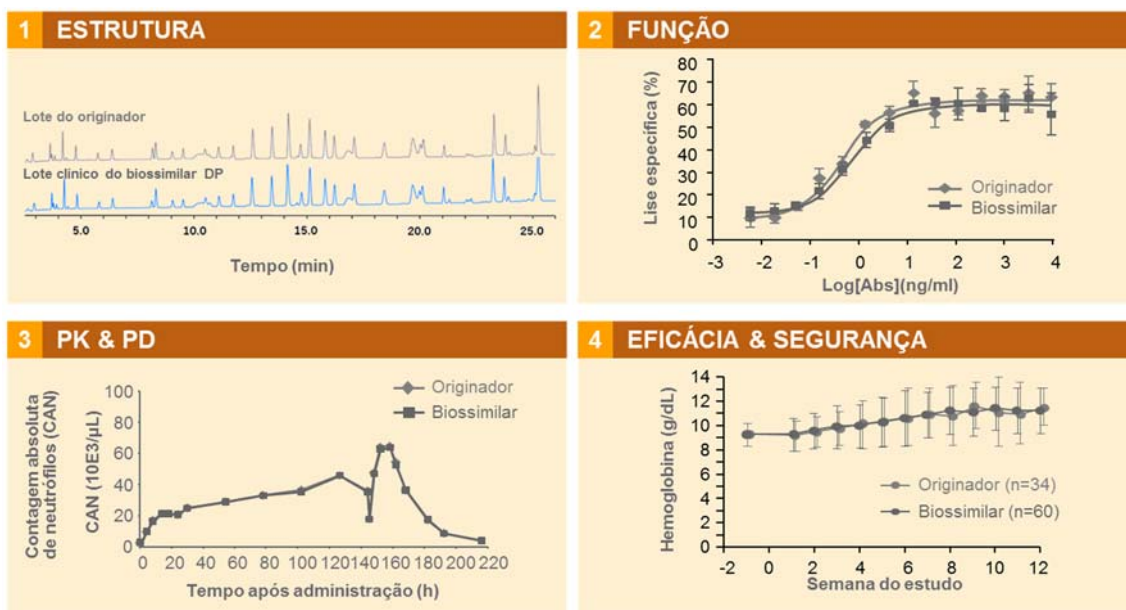 1 ESTRUTURA
Lote do originador
Lote clínico do biossimilar DP
5.0 10.0 15.0 20.0 25.0
Tempo (min)
2 FUNÇÃO
Lise específica (%)
80
70
60
50
40
30
20
10
0
Originador
Biossimilar
-3 -2 -1 0 1 2 3 4
Log[Abs](ng/ml)
3 PK & PD
Contagem absoluta
de neutrófilos (CAN)
CAN (10E3/µL)
100
80
60
40
20
0
Originador
Biossimilar
0 20 40 60 80 100 120 140 160 180 200 220
Tempo após administração (h)
4 EFICÁCIA & SEGURANÇA
Hemoglobina (g/dL)
14
12
11
10
8
6
4
2
0
Originador (n=34)
Biossimilar (n=60)
-2 0 2 4 6 8 10 12
Semana do estudo